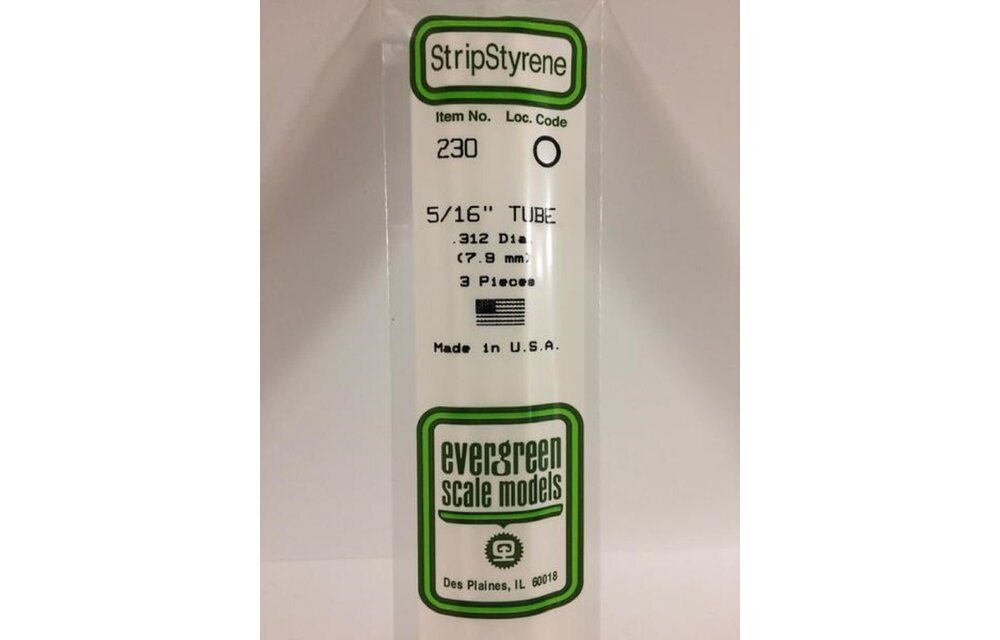 StripStyrene
Item No. Loc. Code
230 O
5/16" TUBE
.312 Dia.
(7.9 mm)
3 Pieces
Made in U.S.A.
evergreen
scale models
Des Plaines, IL 60018